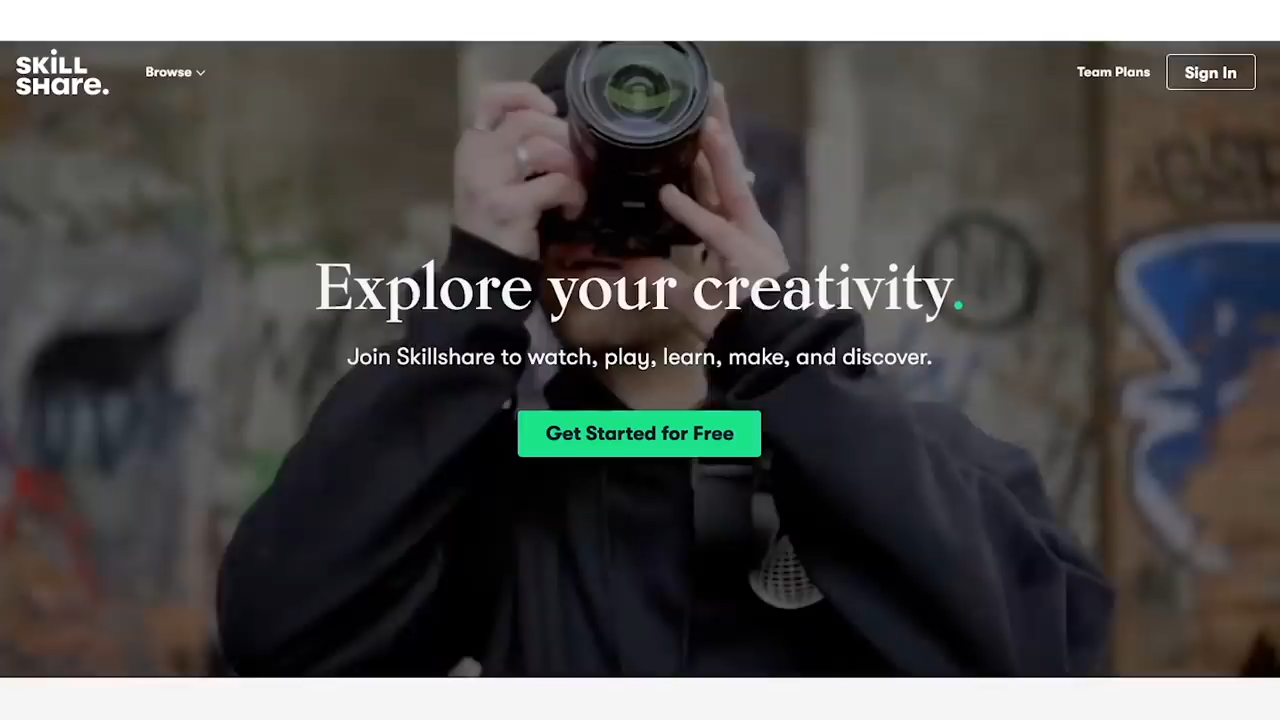 SKiLL
SHare.
Browse
Team Plans
Sign In
Explore your creativity.
Join Skillshare to watch, play, learn, make, and discover.
Get Started for Free